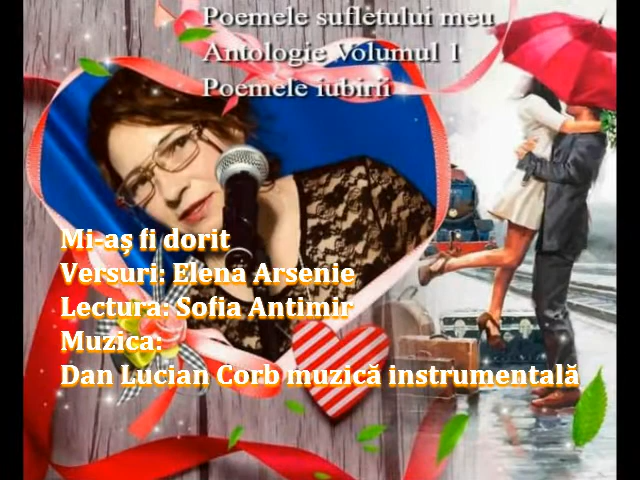 Poemele sufletului meu
Antologie Volumul 1
Poemele iubirii
Mi-aș fi dorit
Versuri: Elena Arsenie
Lectura: Sofia Antimir
Muzica:
Dan Lucian Corb muzică instrumentală